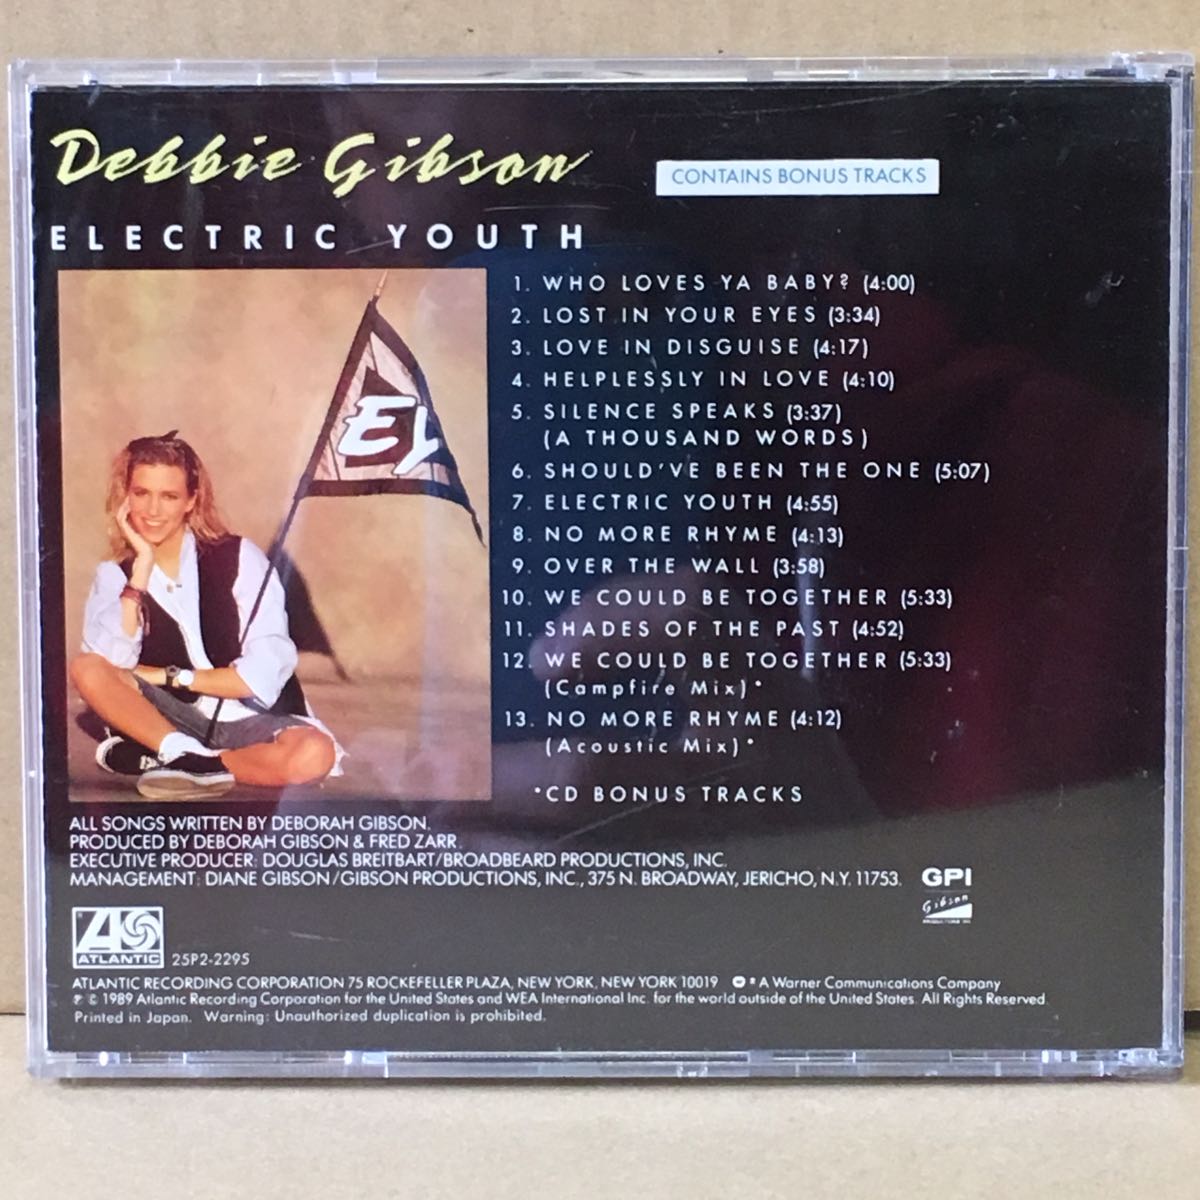 Debbie Gibson
CONTAINS BONUS TRACKS
ELECTRIC YOUTH
EY
1. WHO LOVES YA BABY? (4:00)
2. LOST IN YOUR EYES (3:34)
3. LOVE IN DISGUISE (4:17)
4. HELPLESSLY IN LOVE (4:10)
5. SILENCE SPEAKS (3:37)
(A THOUSAND WORDS)
6. SHOULD'VE BEEN THE ONE (5:07)
7. ELECTRIC YOUTH (4:55)
8. NO MORE RHYME (4:13)
9. OVER THE WALL (3:58)
10. WE COULD BE TOGETHER (5:33)
11. SHADES OF THE PAST (4:52)
12. WE COULD BE TOGETHER (5:33)
(Campfire Mix)*
13. NO MORE RHYME (4:12)
(Acoustic Mix)*
*CD BONUS TRACKS
ALL SONGS WRITTEN BY DEBORAH GIBSON.
PRODUCED BY DEBORAH GIBSON & FRED ZARR.
EXECUTIVE PRODUCER: DOUGLAS BREITBART/BROADBEARD PRODUCTIONS, INC.
MANAGEMENT: DIANE GIBSON/GIBSON PRODUCTIONS, INC., 375 N. BROADWAY, JERICHO, N.Y. 11753.
GPI
Gibson
PRODUCTIONS INC
ATLANTIC
25P2-2295
ATLANTIC RECORDING CORPORATION 75 ROCKEFELLER PLAZA, NEW YORK, NEW YORK 10019 ® A Warner Communications Company
℗ © 1989 Atlantic Recording Corporation for the United States and WEA International Inc. for the world outside of the United States. All Rights Reserved.
Printed in Japan. Warning: Unauthorized duplication is prohibited.